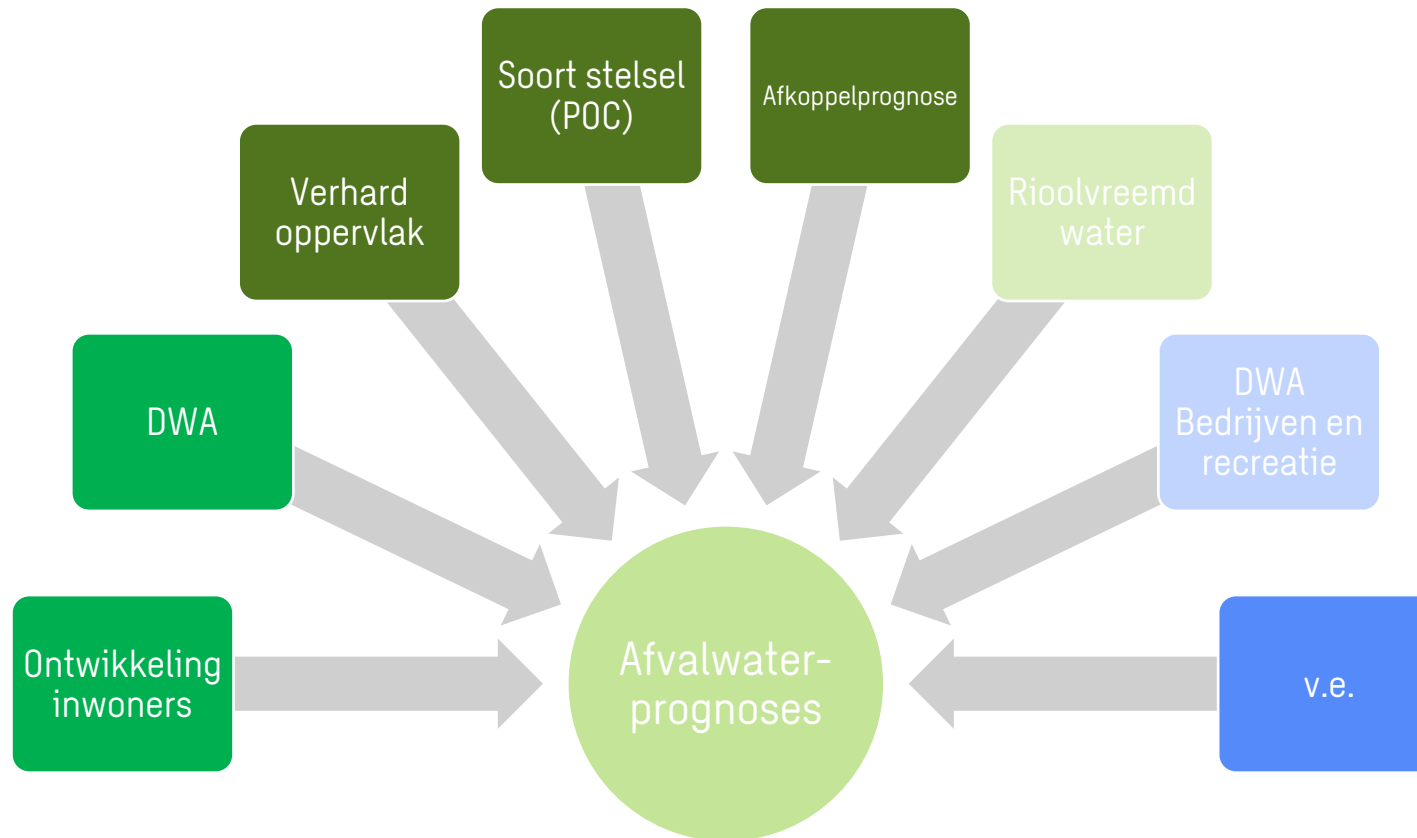 Soort stelsel
(POC)
Afkoppelprognose
Verhard
oppervlak
Rioolvreemd
water
DWA
DWA
Bedrijven en
recreatie
Ontwikkeling
inwoners
Afvalwater-
prognoses
v.e.